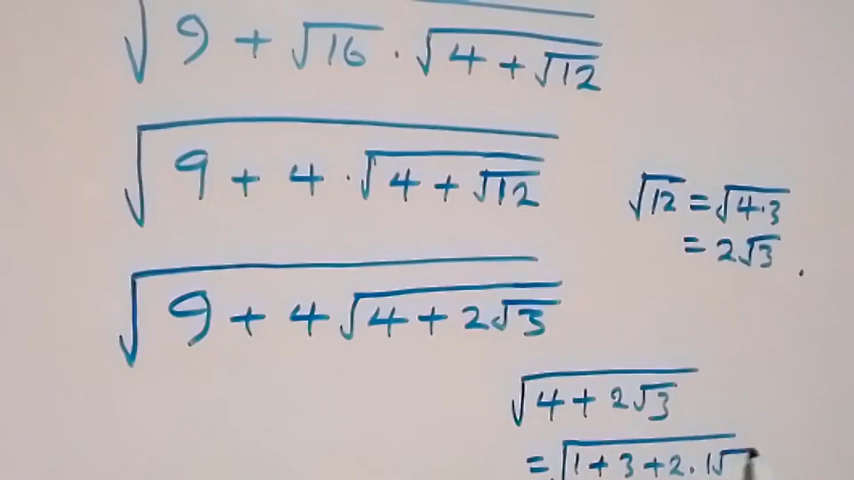 √(9 + √16 · √(4 + √12))
√(9 + 4 · √(4 + √12))
√12 = √(4·3)
= 2√3 .
√(9 + 4√(4 + 2√3))
√(4 + 2√3)
= √(1 + 3 + 2 · 1√